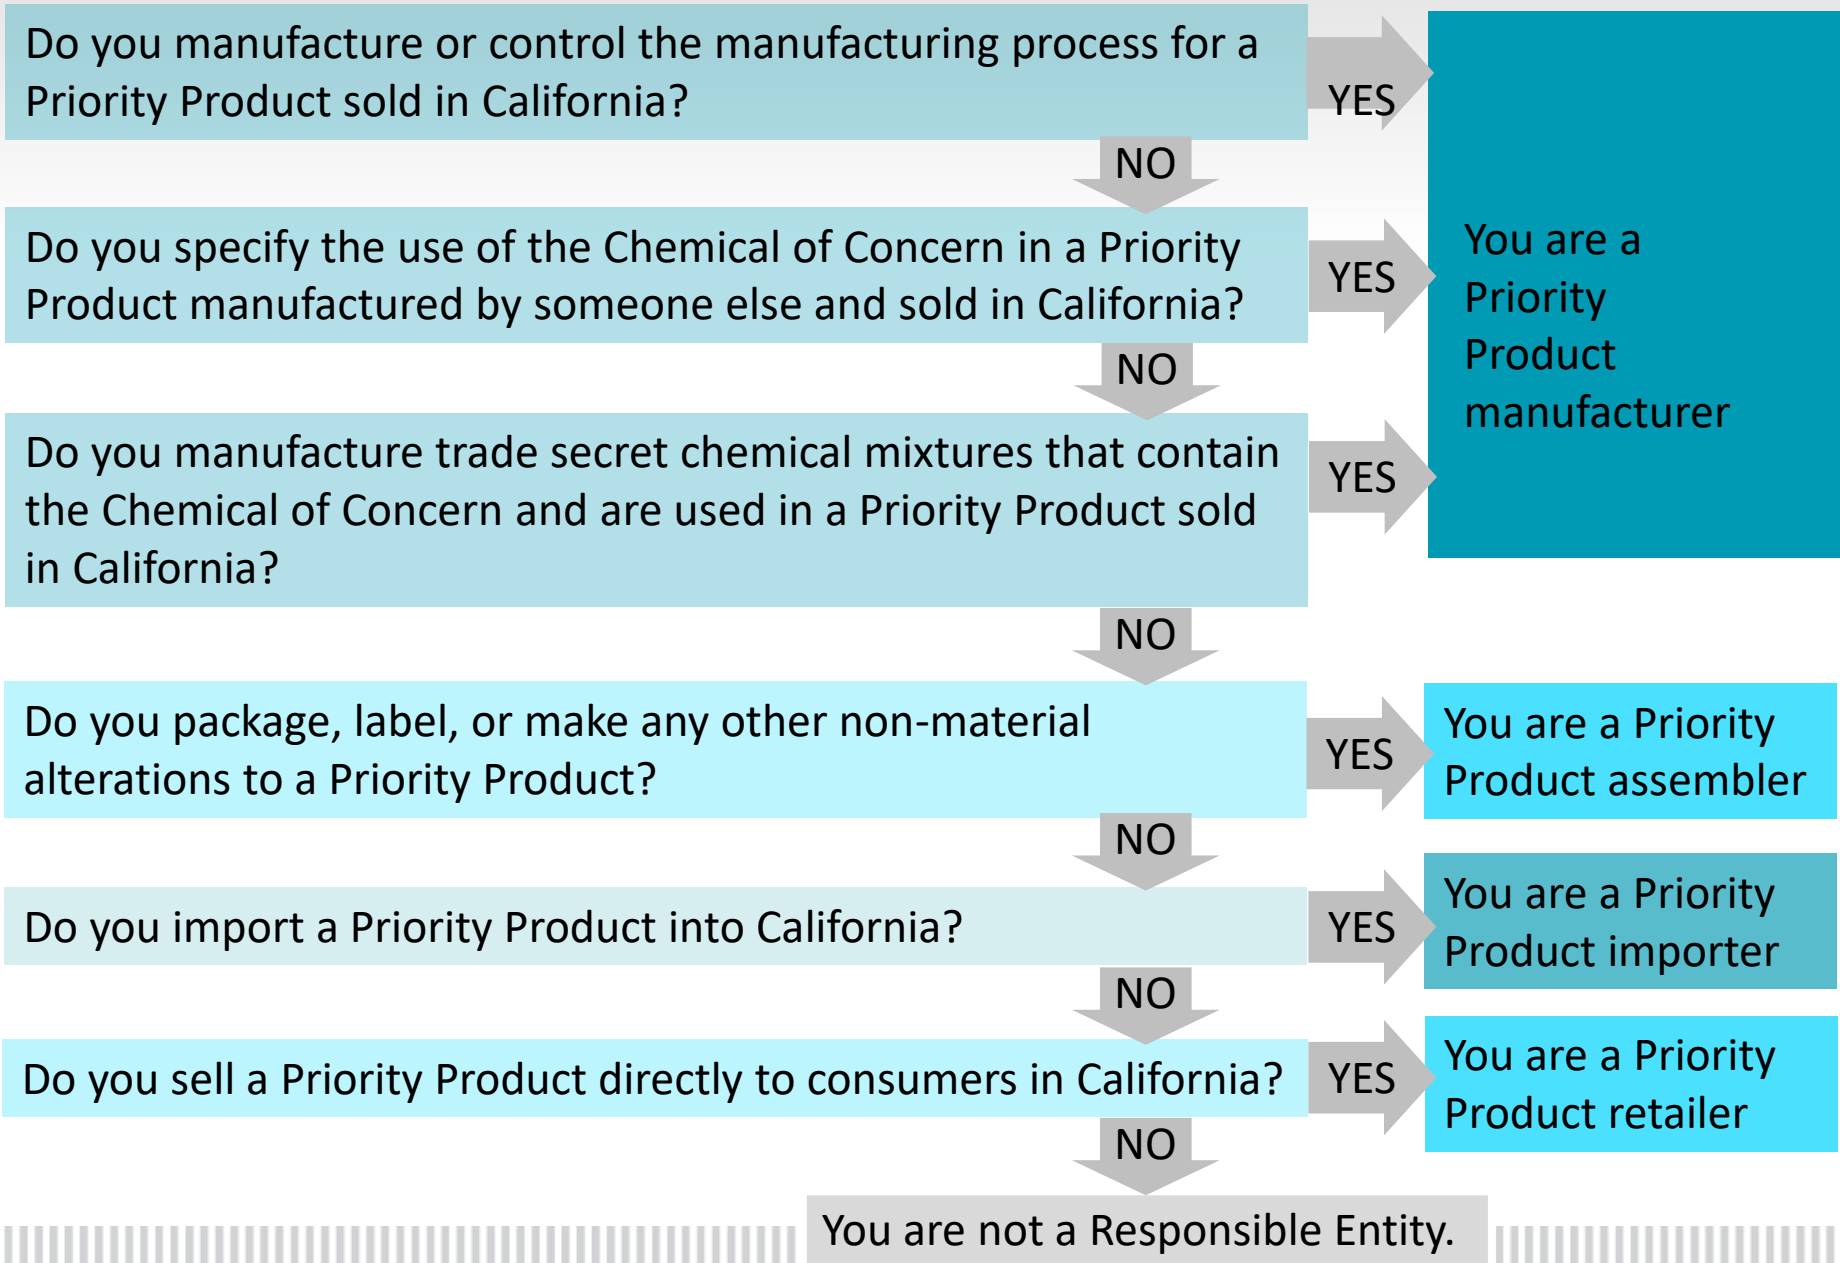 Do you manufacture or control the manufacturing process for a
Priority Product sold in California?
YES
NO
Do you specify the use of the Chemical of Concern in a Priority
Product manufactured by someone else and sold in California?
YES
You are a
Priority
Product
manufacturer
NO
Do you manufacture trade secret chemical mixtures that contain
the Chemical of Concern and are used in a Priority Product sold
in California?
YES
NO
Do you package, label, or make any other non-material
alterations to a Priority Product?
YES
You are a Priority
Product assembler
NO
Do you import a Priority Product into California?
YES
You are a Priority
Product importer
NO
Do you sell a Priority Product directly to consumers in California?
YES
You are a Priority
Product retailer
NO
You are not a Responsible Entity.